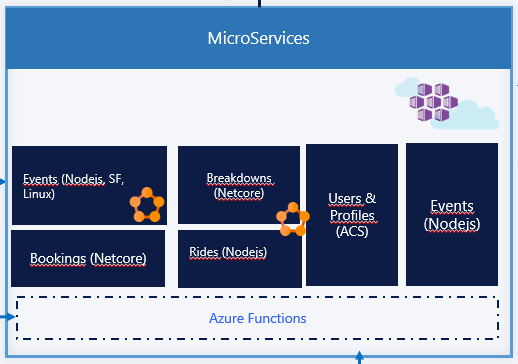 MicroServices
Events (Nodejs, SF,
Linux)
Breakdowns
(Netcore)
Users &
Profiles
(ACS)
Events
(Nodejs)
Bookings (Netcore)
Rides (Nodejs)
Azure Functions